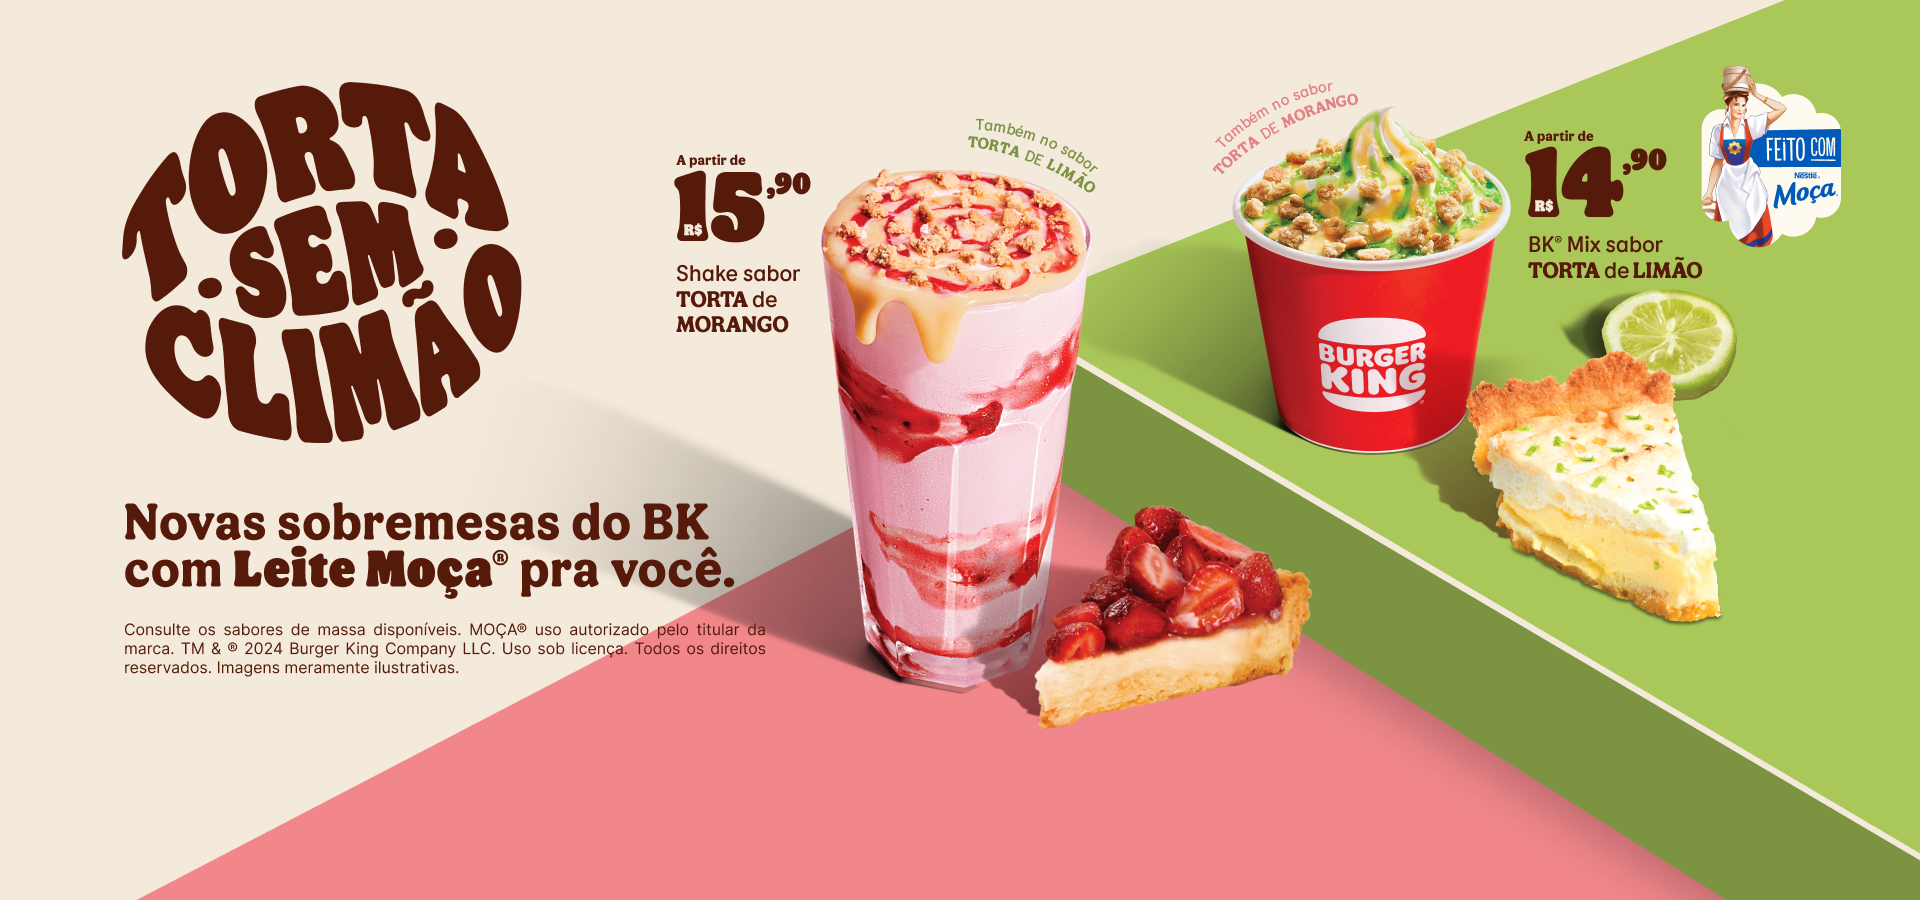 TORTA
.SEM.
CLIMÃO
Novas sobremesas do BK
com Leite Moça® pra você.
Consulte os sabores de massa disponíveis. MOÇA® uso autorizado pelo titular da
marca. TM & ® 2024 Burger King Company LLC. Uso sob licença. Todos os direitos
reservados. Imagens meramente ilustrativas.
A partir de
R$ 15,90
Shake sabor
TORTA de
MORANGO
Também no sabor
TORTA DE LIMÃO
Também no sabor
TORTA DE MORANGO
BURGER
KING
A partir de
R$ 14,90
BK® Mix sabor
TORTA de LIMÃO
FEITO COM
Nestlé®
Moça®